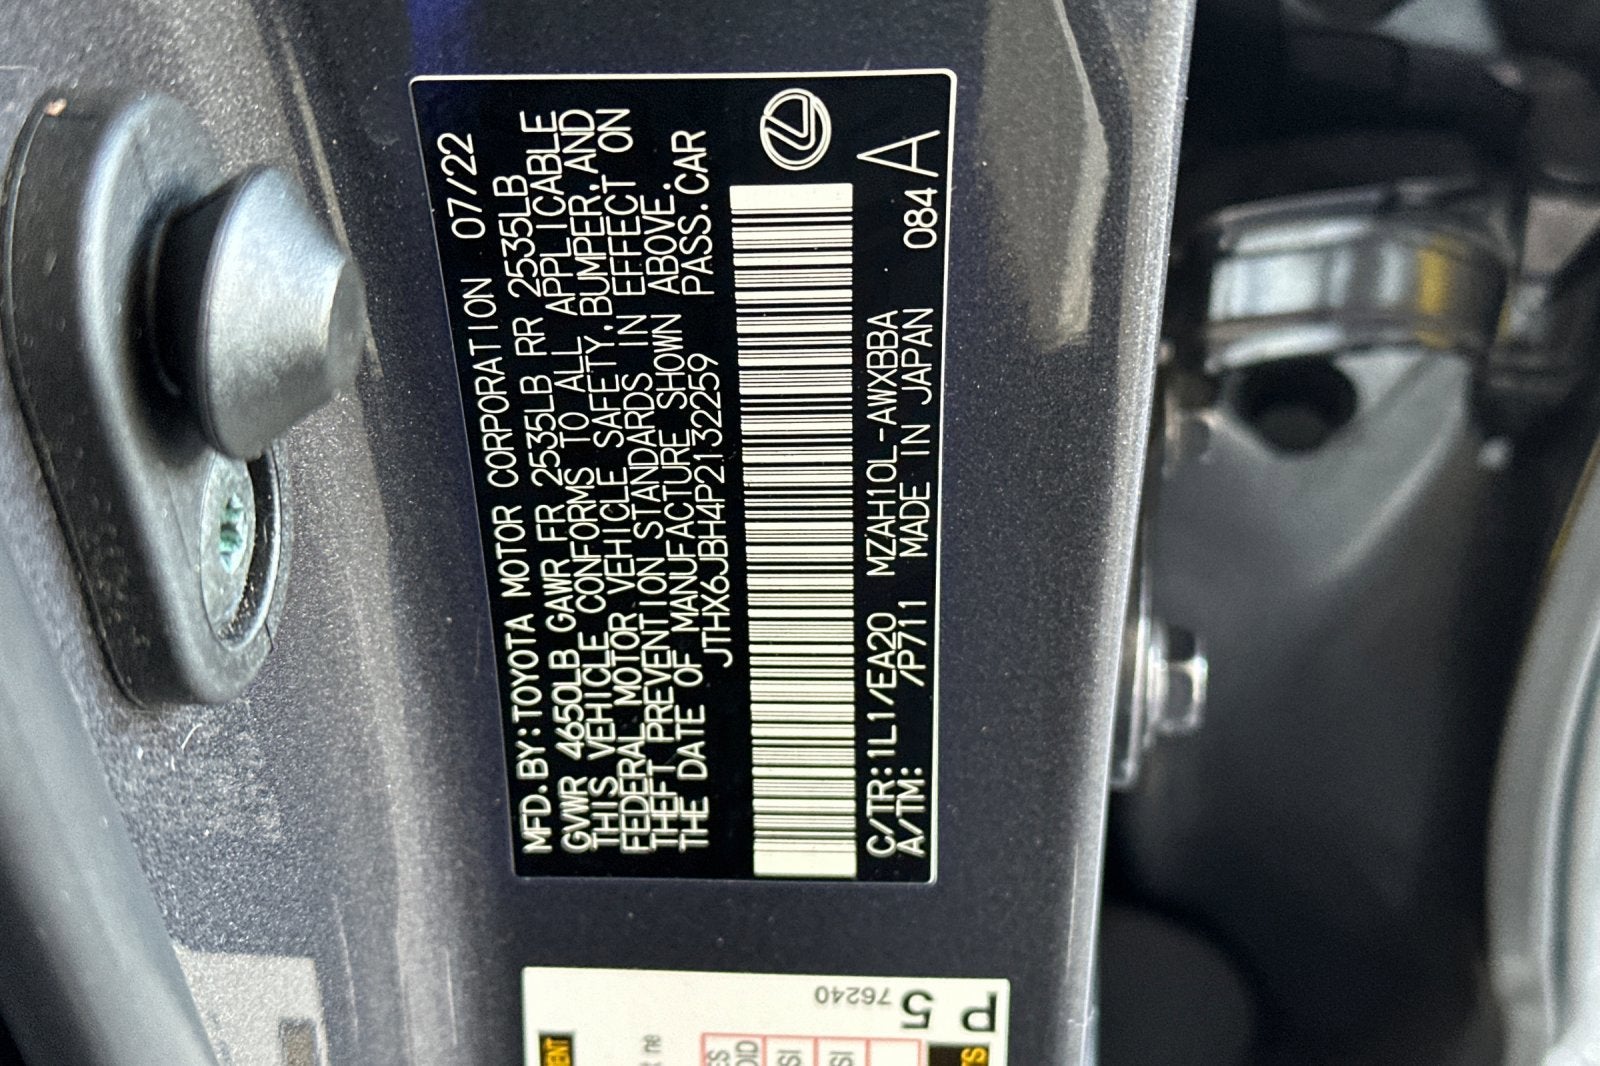 MFD.BY:TOYOTA MOTOR CORPORATION 07/22
GVWR 4650LB GAWR FR 2535LB RR 2535LB
THIS VEHICLE CONFORMS TO ALL APPLICABLE
FEDERAL MOTOR VEHICLE SAFETY,BUMPER,AND
THEFT PREVENTION STANDARDS IN EFFECT ON
THE DATE OF MANUFACTURE SHOWN ABOVE.
JTHX6JBH4P2132259 PASS.CAR
C/TR:1L1/EA20 MZAH10L-AWXBBA 084
A/TM: /P711 MADE IN JAPAN A
P 5
76240